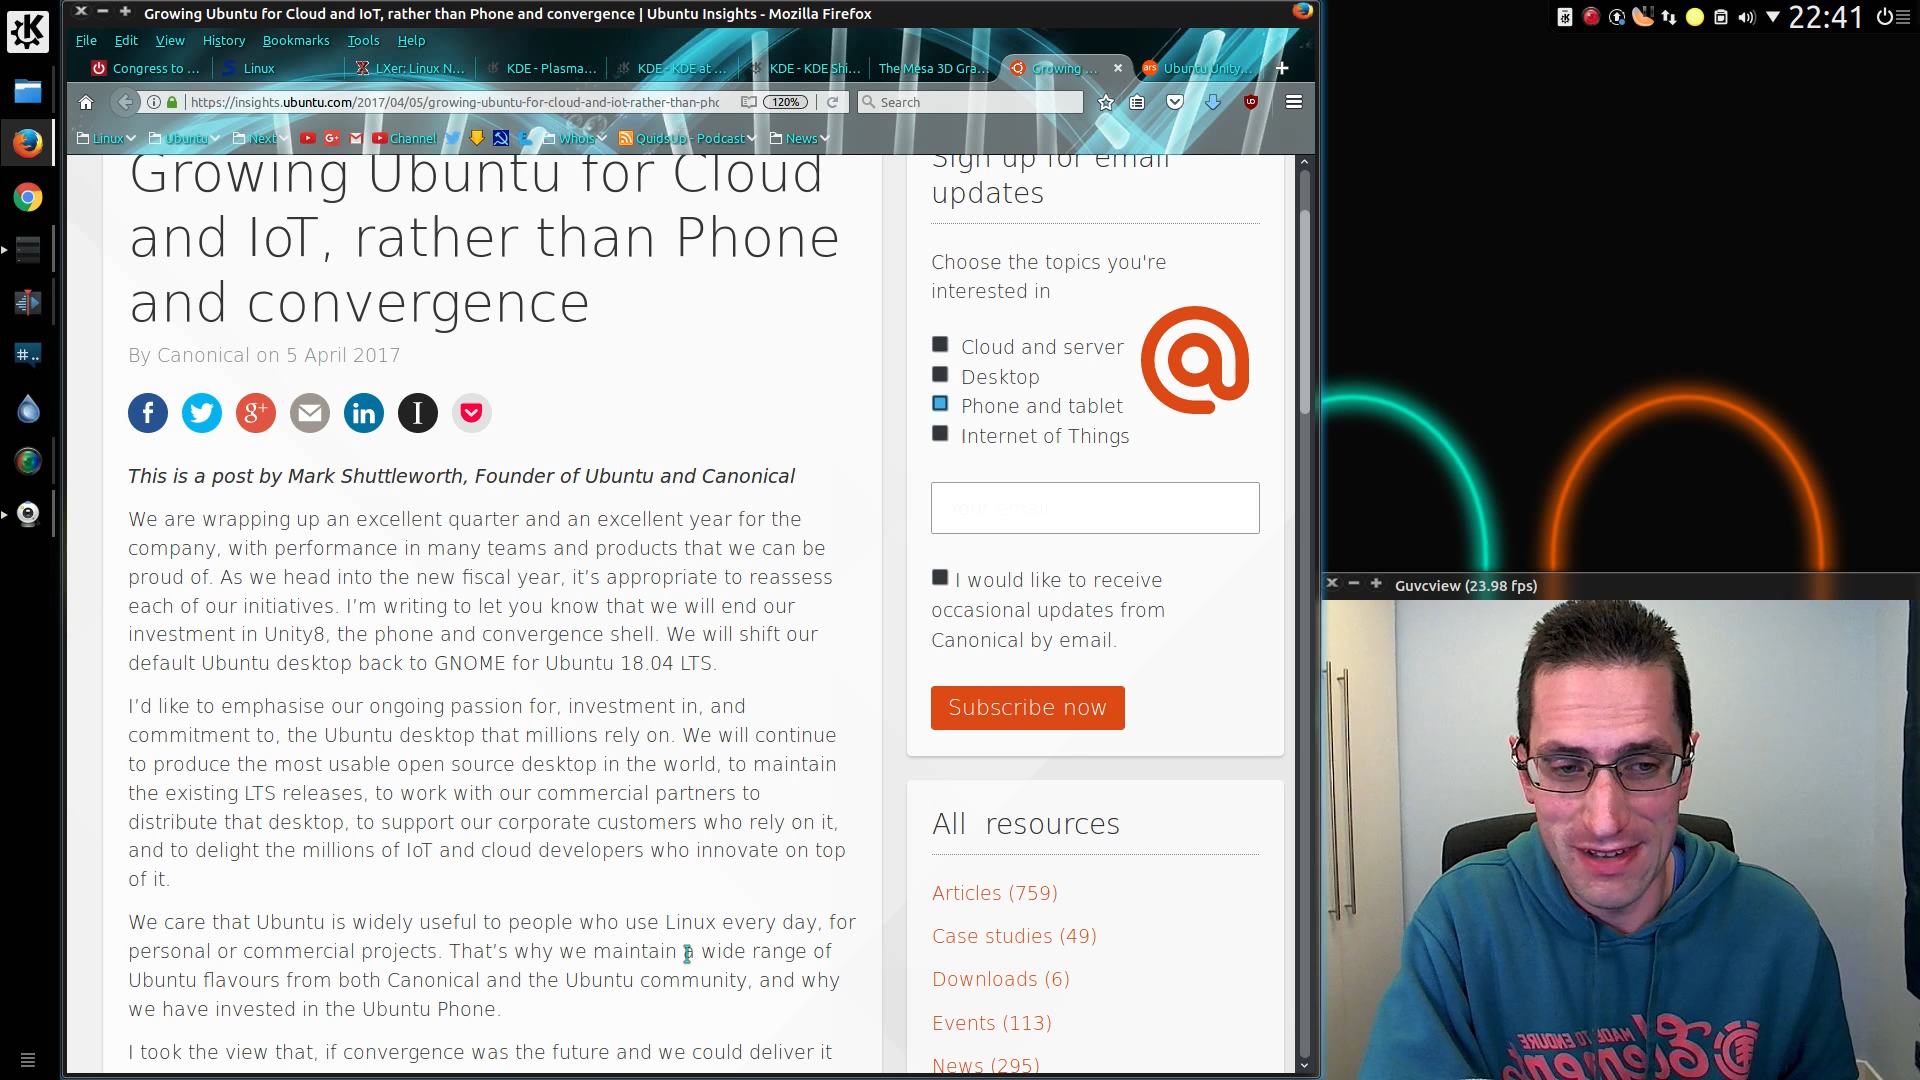 Growing Ubuntu for Cloud and IoT, rather than Phone and convergence | Ubuntu Insights - Mozilla Firefox
22:41
File Edit View History Bookmarks Tools Help
Congress to ... Linux LXer: Linux N... KDE - Plasma... KDE - KDE at ... KDE - KDE Shi... The Mesa 3D Gra... Growing ... Ubuntu Unity...
https://insights.ubuntu.com/2017/04/05/growing-ubuntu-for-cloud-and-iot-rather-than-phc 120% Search
Linux Ubuntu Next Channel Whois QuidsUp - Podcast News
Growing Ubuntu for Cloud
and IoT, rather than Phone
and convergence
By Canonical on 5 April 2017
This is a post by Mark Shuttleworth, Founder of Ubuntu and Canonical
We are wrapping up an excellent quarter and an excellent year for the
company, with performance in many teams and products that we can be
proud of. As we head into the new fiscal year, it's appropriate to reassess
each of our initiatives. I'm writing to let you know that we will end our
investment in Unity8, the phone and convergence shell. We will shift our
default Ubuntu desktop back to GNOME for Ubuntu 18.04 LTS.
I'd like to emphasise our ongoing passion for, investment in, and
commitment to, the Ubuntu desktop that millions rely on. We will continue
to produce the most usable open source desktop in the world, to maintain
the existing LTS releases, to work with our commercial partners to
distribute that desktop, to support our corporate customers who rely on it,
and to delight the millions of IoT and cloud developers who innovate on top
of it.
We care that Ubuntu is widely useful to people who use Linux every day, for
personal or commercial projects. That's why we maintain a wide range of
Ubuntu flavours from both Canonical and the Ubuntu community, and why
we have invested in the Ubuntu Phone.
I took the view that, if convergence was the future and we could deliver it
Sign up for email
updates
Choose the topics you're
interested in
Cloud and server
Desktop
Phone and tablet
Internet of Things
I would like to receive
occasional updates from
Canonical by email.
Subscribe now
All resources
Articles (759)
Case studies (49)
Downloads (6)
Events (113)
News (295)
Guvcview (23.98 fps)